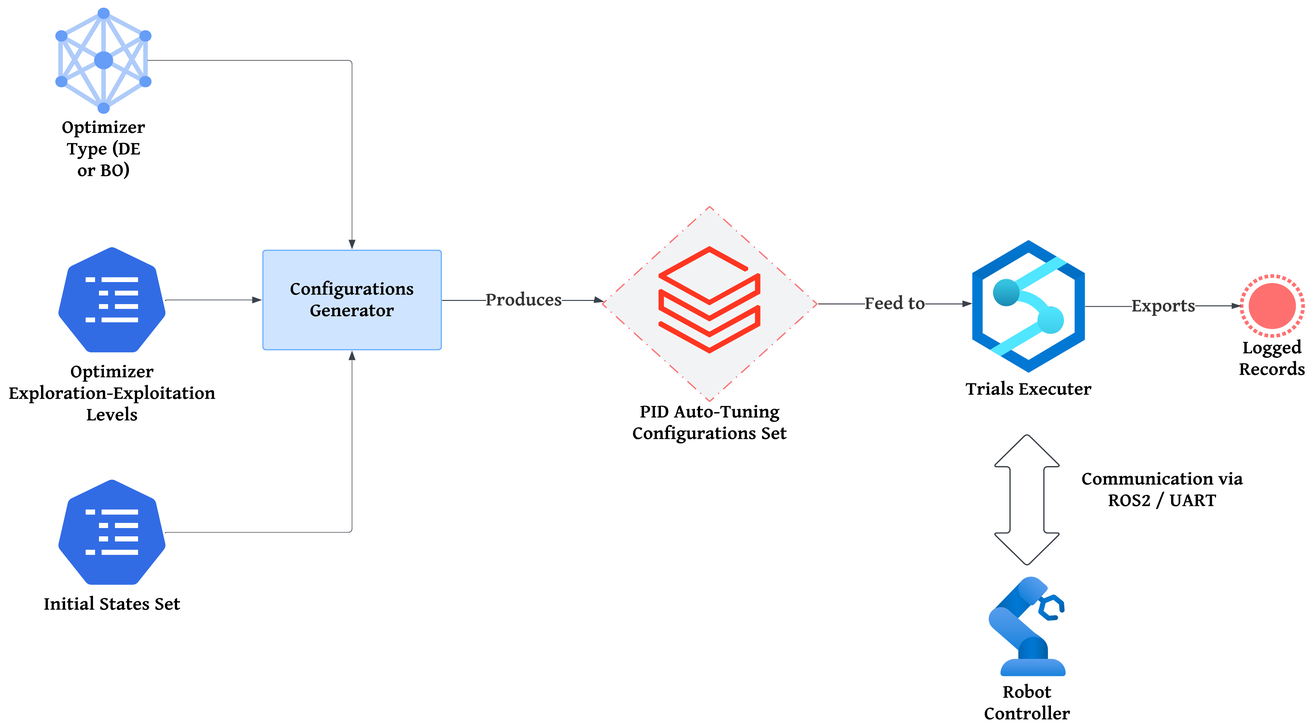 Optimizer
Type (DE
or BO)
Optimizer
Exploration-Exploitation
Levels
Initial States Set
Configurations
Generator
Produces
PID Auto-Tuning
Configurations Set
Feed to
Trials Executer
Exports
Logged
Records
Communication via
ROS2 / UART
Robot
Controller